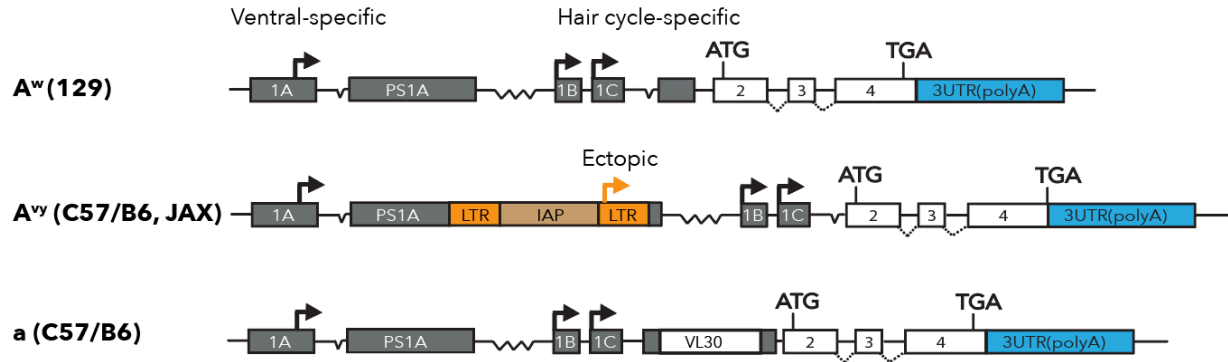 Ventral-specific Hair cycle-specific
Aʷ (129) 1A PS1A 1B 1C ATG 2 3 4 TGA 3UTR(polyA)
Ectopic
Aᵛʸ (C57/B6, JAX) 1A PS1A LTR IAP LTR 1B 1C ATG 2 3 4 TGA 3UTR(polyA)
a (C57/B6) 1A PS1A 1B 1C VL30 ATG 2 3 4 TGA 3UTR(polyA)